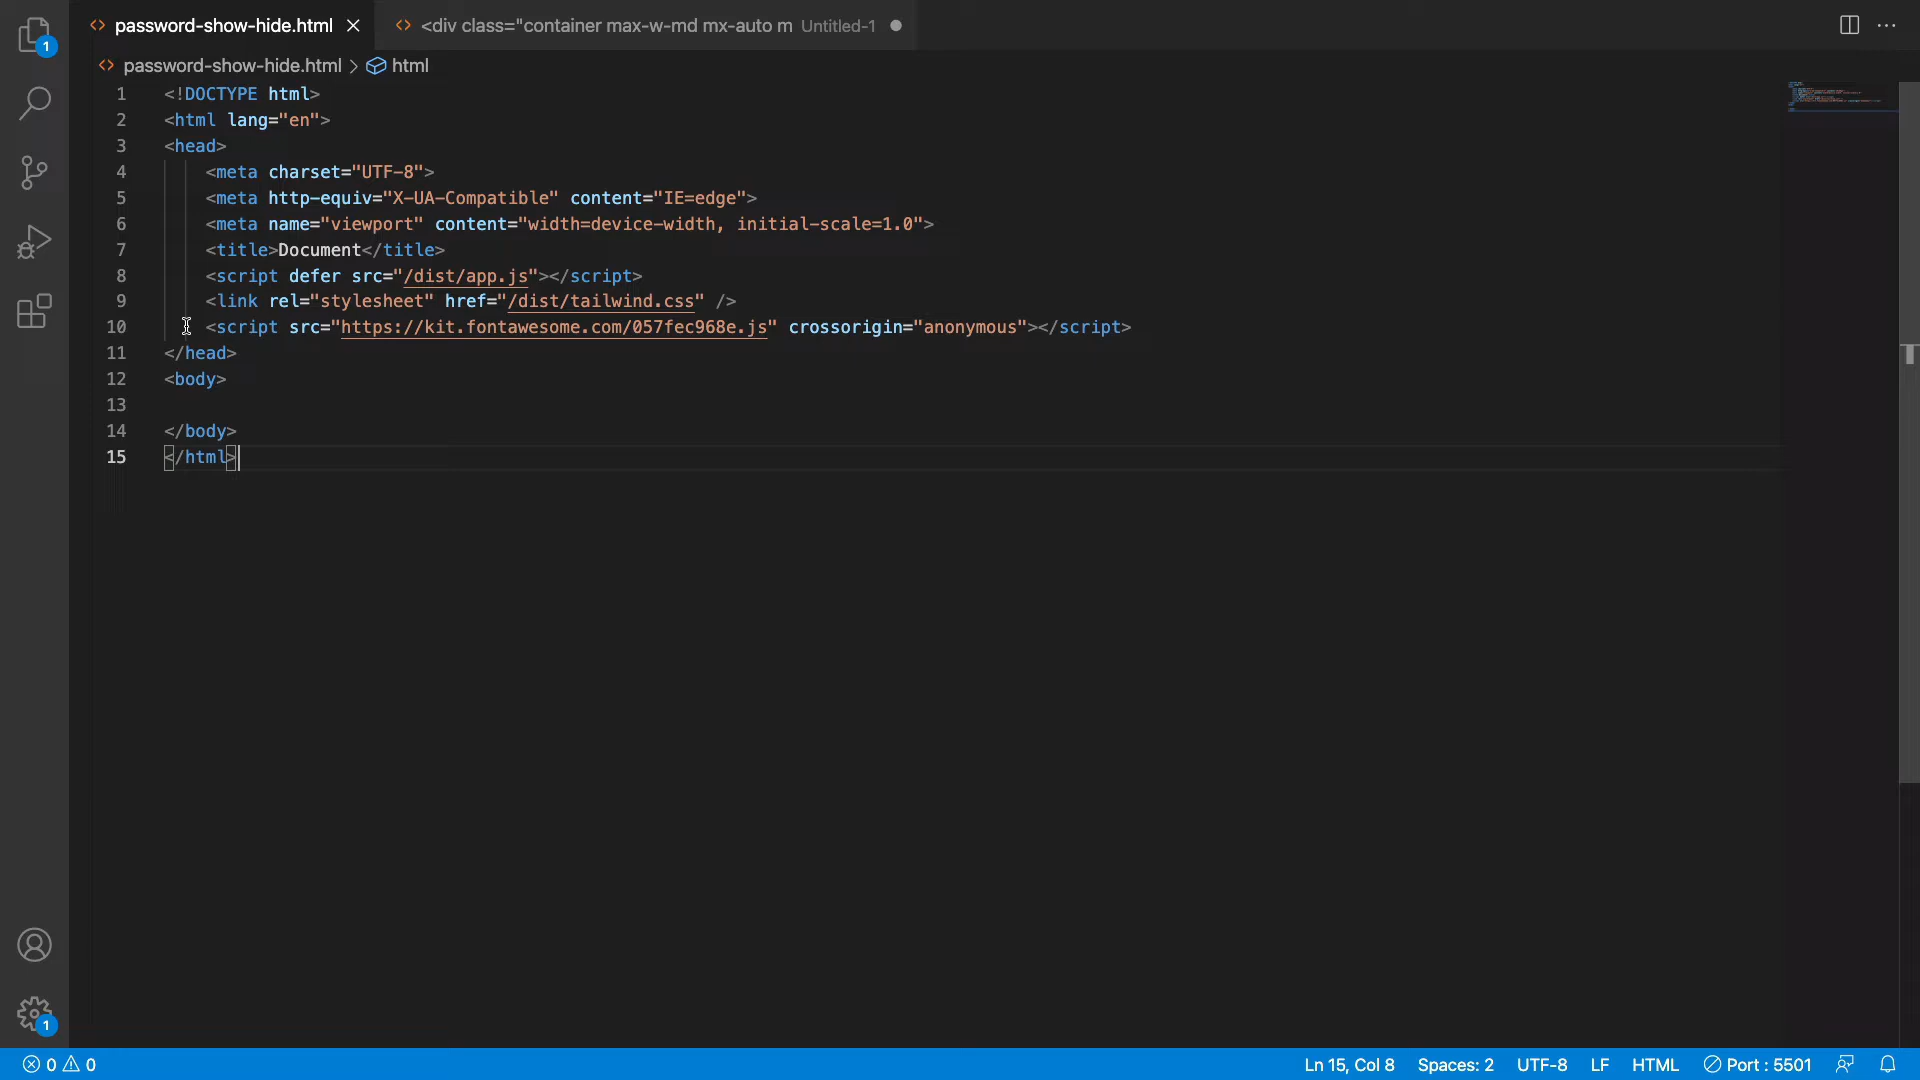 password-show-hide.html
<div class="container max-w-md mx-auto m Untitled-1
1
password-show-hide.html > html
1 <!DOCTYPE html>
2 <html lang="en">
3 <head>
4 <meta charset="UTF-8">
5 <meta http-equiv="X-UA-Compatible" content="IE=edge">
6 <meta name="viewport" content="width=device-width, initial-scale=1.0">
7 <title>Document</title>
8 <script defer src="/dist/app.js"></script>
9 <link rel="stylesheet" href="/dist/tailwind.css" />
10 <script src="https://kit.fontawesome.com/057fec968e.js" crossorigin="anonymous"></script>
11 </head>
12 <body>
13
14 </body>
15 </html>
1
0 0 Ln 15, Col 8 Spaces: 2 UTF-8 LF HTML Port : 5501